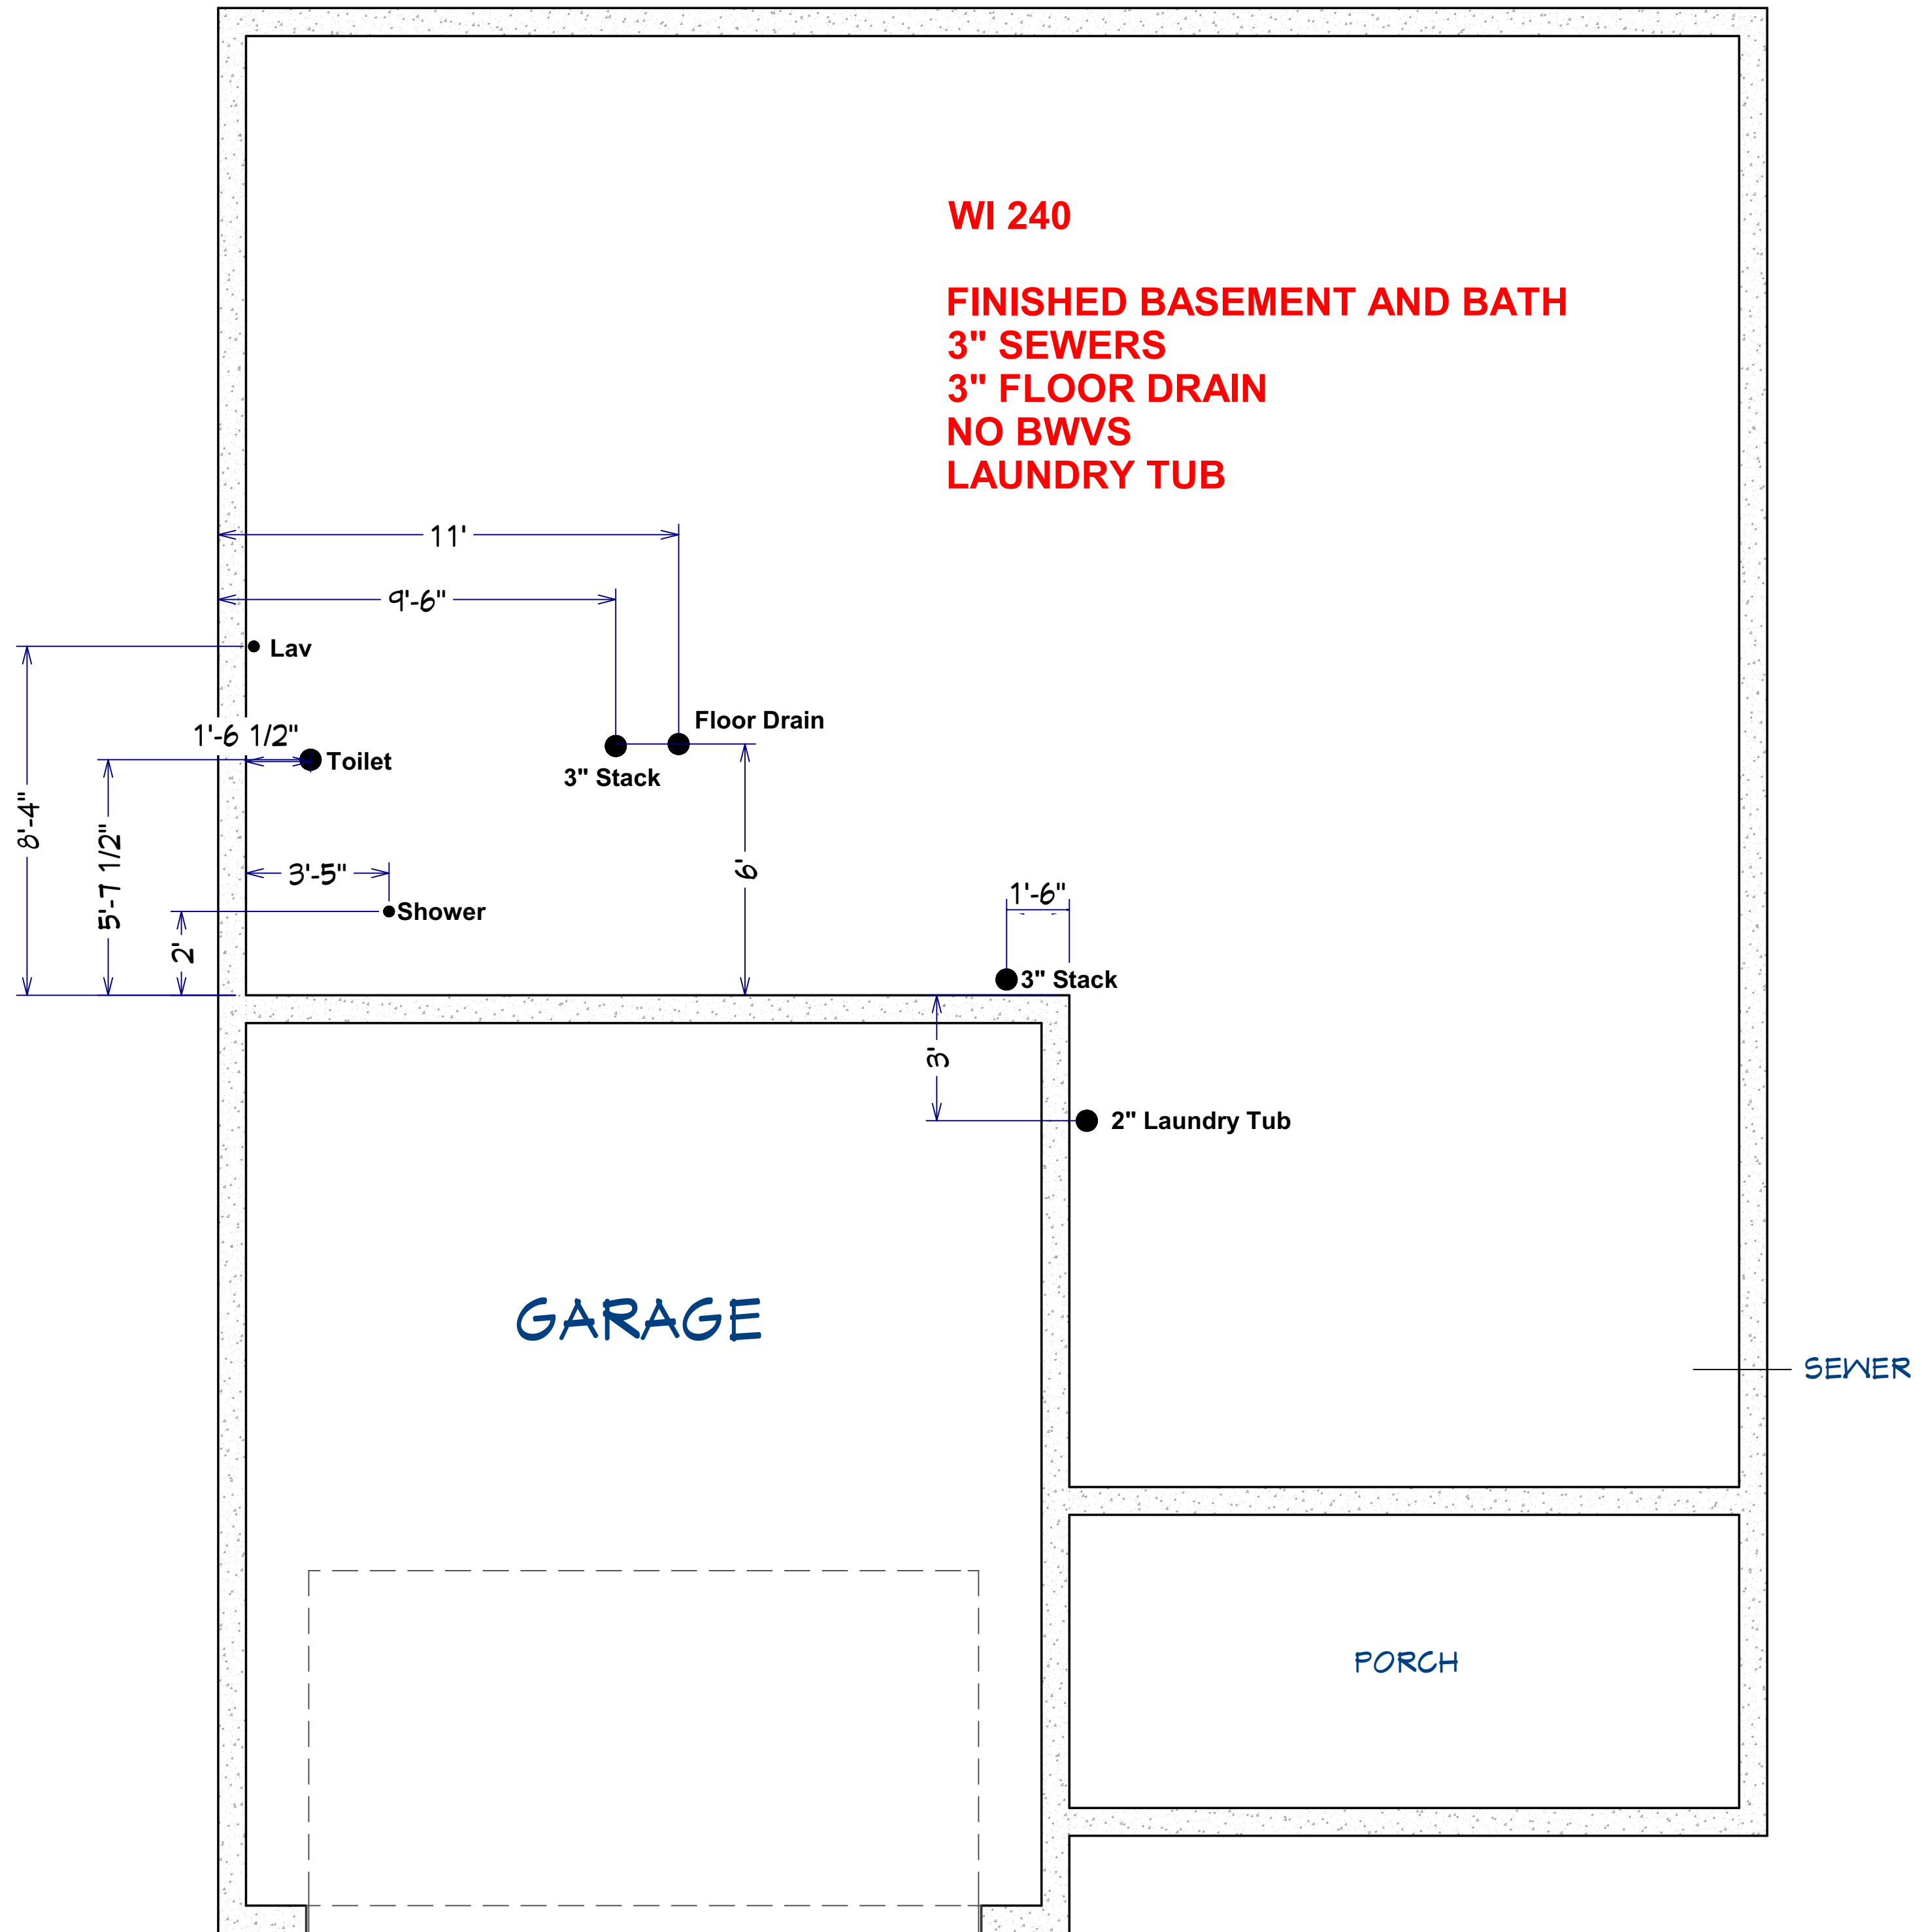 WI 240
FINISHED BASEMENT AND BATH
3" SEWERS
3" FLOOR DRAIN
NO BWVS
LAUNDRY TUB
11'
9'-6"
Lav
8'-4"
1'-6 1/2"
Toilet
5'-7 1/2"
Floor Drain
3" Stack
6'
3'-5"
Shower
2'
1'-6"
3" Stack
3'
2" Laundry Tub
GARAGE
SEWER
PORCH